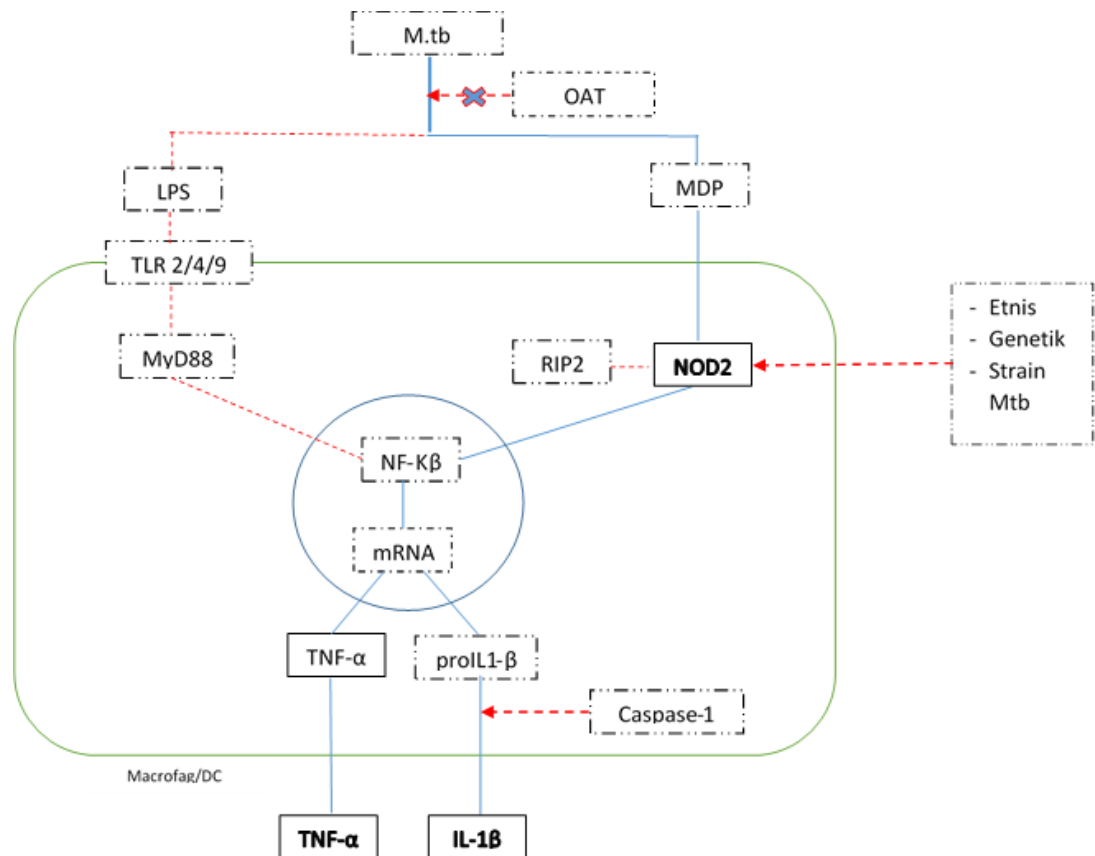 M.tb
OAT
LPS
MDP
TLR 2/4/9
MyD88
RIP2
NOD2
- Etnis
- Genetik
- Strain
Mtb
NF-Kβ
mRNA
TNF-α
proIL1-β
Caspase-1
Macrofag/DC
TNF-α
IL-1β